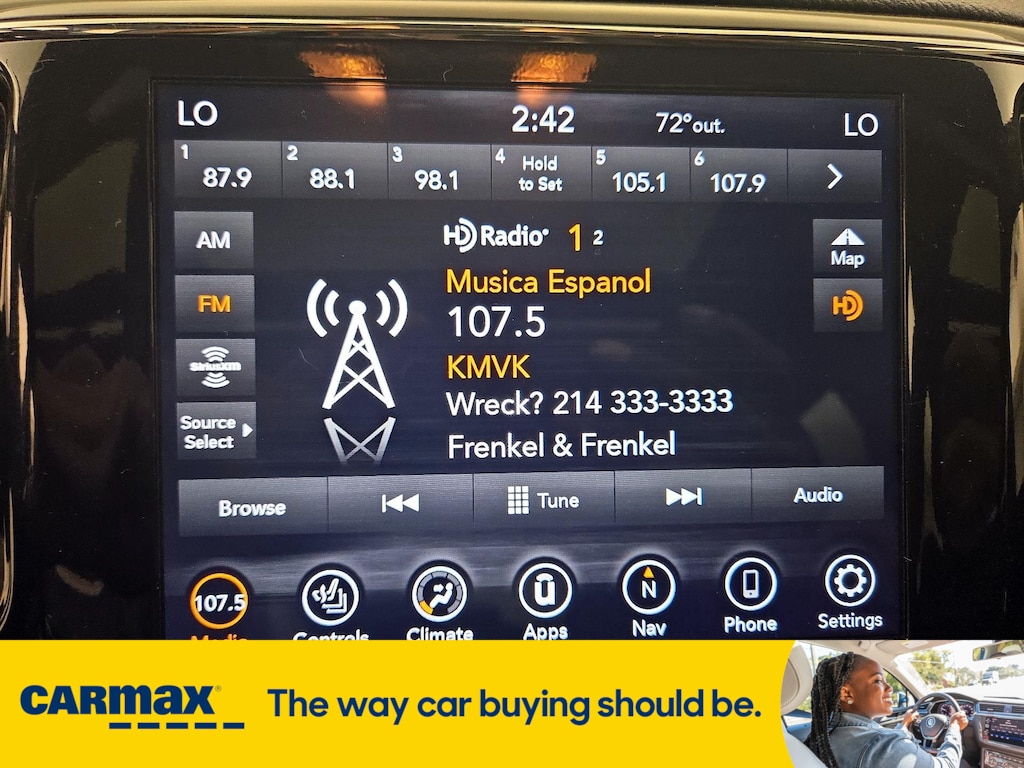 LO 2:42 72°out. LO
1 87.9 2 88.1 3 98.1 4 Hold to Set 5 105.1 6 107.9
AM
HD Radio 1 2
Map
Musica Espanol
FM
107.5
HD
KMVK
SiriusXM
Wreck? 214 333-3333
Source
Select
Frenkel & Frenkel
Browse Tune Audio
107.5 N
Media Controls Climate Apps Nav Phone Settings
CARMAX The way car buying should be.